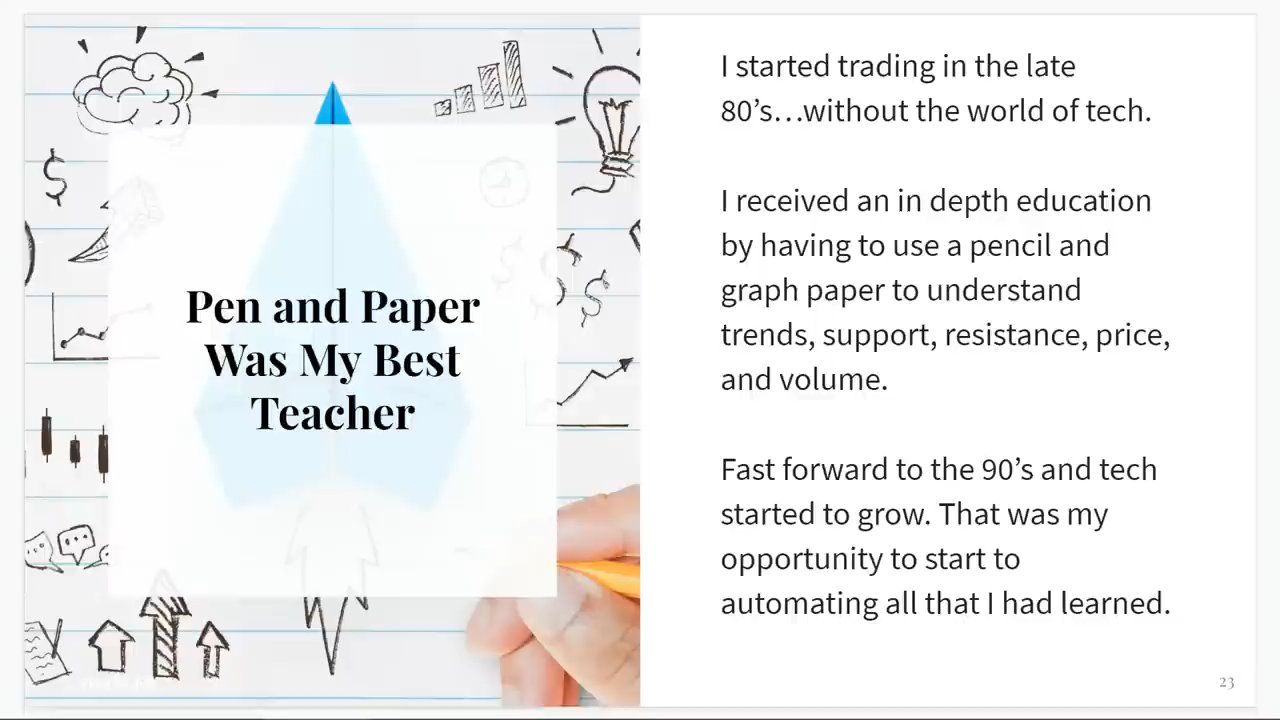 Pen and Paper
Was My Best
Teacher
I started trading in the late
80’s...without the world of tech.
I received an in depth education
by having to use a pencil and
graph paper to understand
trends, support, resistance, price,
and volume.
Fast forward to the 90’s and tech
started to grow. That was my
opportunity to start to
automating all that I had learned.
23